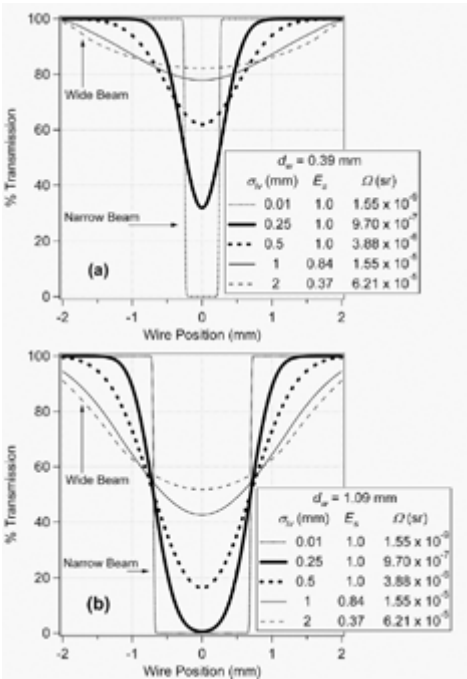 100
80
60
40
20
0
% Transmission
Wide Beam
Narrow Beam
(a)
d = 0.39 mm
σ (mm) Eₛ Ω (sr)
0.01 1.0 1.55 x 10⁻⁹
0.25 1.0 9.70 x 10⁻⁷
0.5 1.0 3.88 x 10⁻⁶
1 0.84 1.55 x 10⁻⁵
2 0.37 6.21 x 10⁻⁵
-2 -1 0 1 2
Wire Position (mm)
100
80
60
40
20
0
% Transmission
Wide Beam
Narrow Beam
(b)
d = 1.09 mm
σ (mm) Eₛ Ω (sr)
0.01 1.0 1.55 x 10⁻⁹
0.25 1.0 9.70 x 10⁻⁷
0.5 1.0 3.88 x 10⁻⁶
1 0.84 1.55 x 10⁻⁵
2 0.37 6.21 x 10⁻⁵
-2 -1 0 1 2
Wire Position (mm)